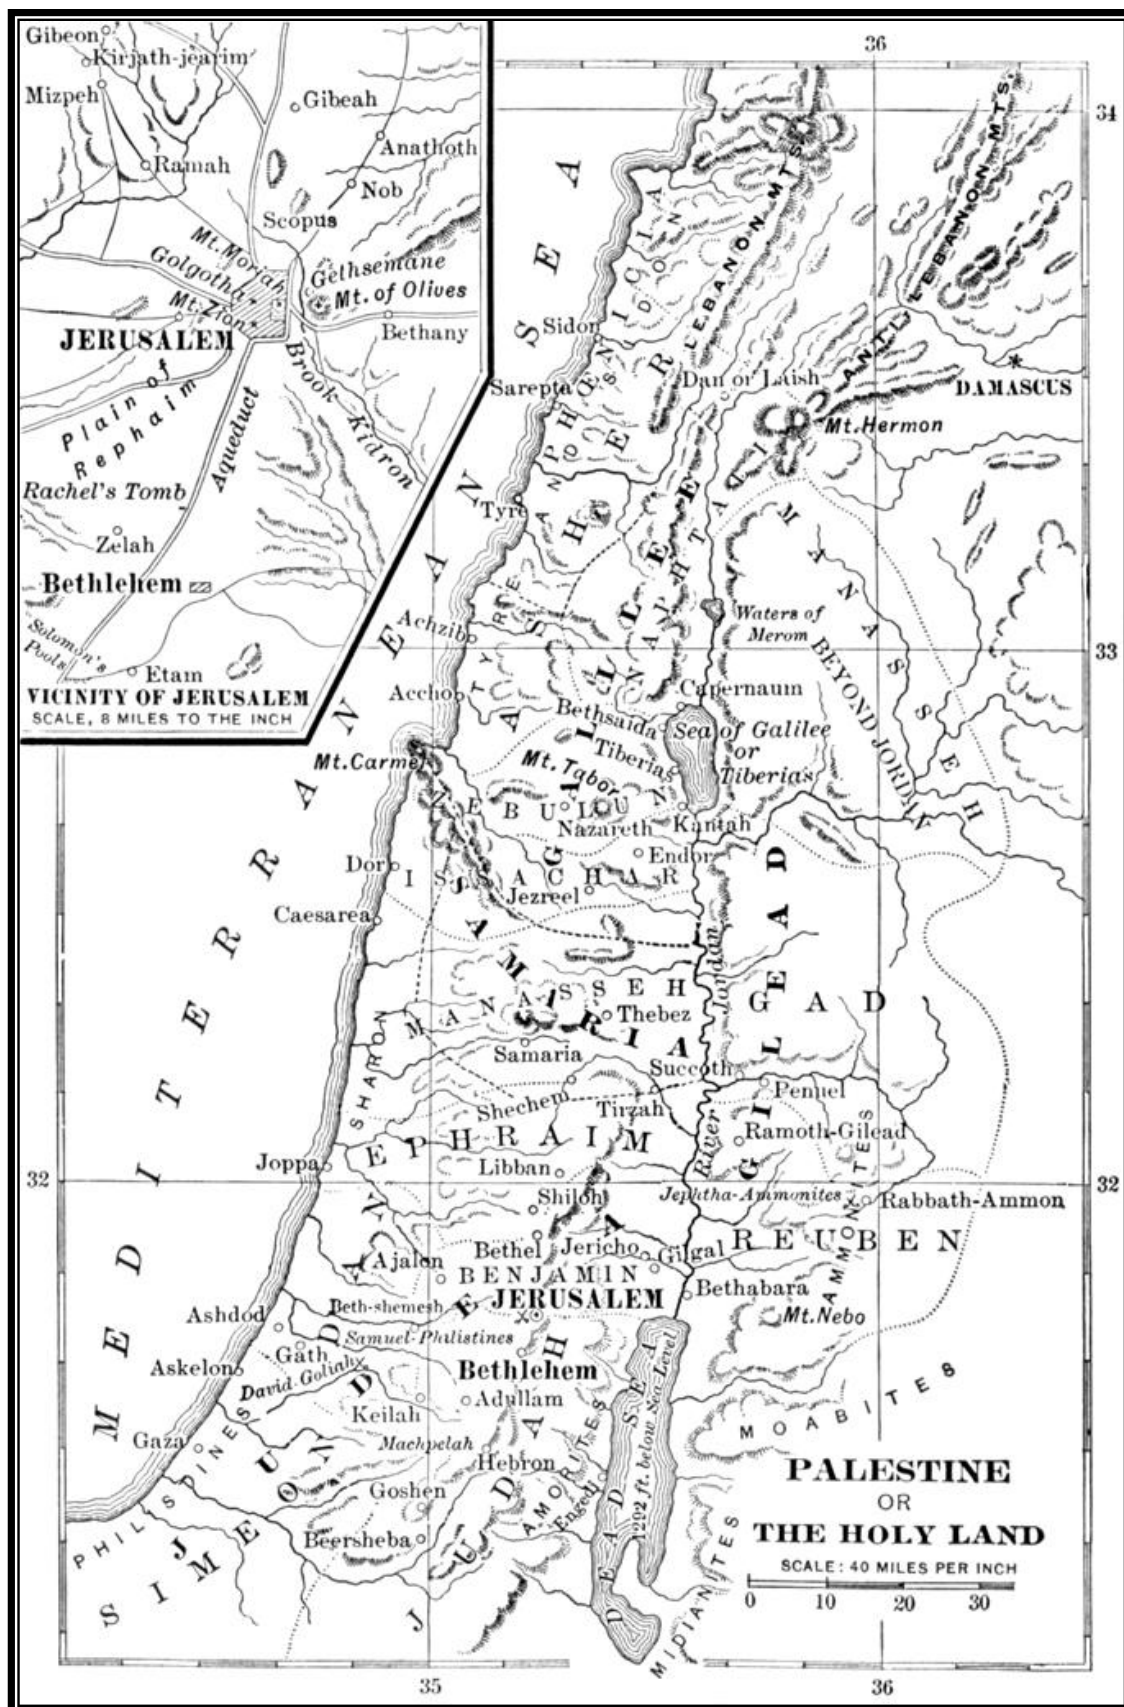 Gibeon
Kirjath-jearim
Mizpeh
Gibeah
Anathoth
Ramah
Nob
Scopus
Mt. Moriah
Golgotha
Gethsemane
Mt. Zion
Mt. of Olives
JERUSALEM
Bethany
Plain of
Rephaim
Brook Kidron
Aqueduct
Rachel's Tomb
Zelah
Bethlehem
Solomon's
Pools
Etam
VICINITY OF JERUSALEM
SCALE, 8 MILES TO THE INCH
36
34
MEDITERRANEAN SEA
LEBANON MTS.
ANTI LEBANON MTS.
PHŒNICIA
TYRE AND SIDON
Sidon
Sarepta
Dan or Laish
DAMASCUS
Mt. Hermon
Tyre
ASHER
NAPHTALI
GALILEE
MANASSEH
BEYOND JORDAN
Waters of
Merom
Achzib
33
Accho
Capernaum
Bethsaida
Sea of Galilee
or
Tiberias
Tiberias
Mt. Carmel
Mt. Tabor
ZEBULUN
Nazareth
Kantah
Dor
Endor
ISSACHAR
Jezreel
Caesarea
SAMARIA
River Jordan
GILEAD
GAD
MANASSEH
Thebez
SHARON
Samaria
Succoth
Penuel
Shechem
Tirzah
EPHRAIM
Ramoth-Gilead
Joppa
Libban
32
32
Jephtha-Ammonites
Rabbath-Ammon
Shiloh
AMMONITES
REUBEN
Bethel
Jericho
Gilgal
Ajalon
DAN
BENJAMIN
Bethabara
Beth-shemesh
JERUSALEM
Ashdod
Samuel-Philistines
Mt. Nebo
Gath
Askelon
David-Goliah
Bethlehem
Keilah
Adullam
MOABITES
Gaza
Machpelah
Hebron
PHILISPINES
JUDEA
JUDAH
AMORITES
Engedi
DEAD SEA
1292 ft. below Sea Level
Goshen
Beersheba
SIMEON
MIDIANITES
PALESTINE
OR
THE HOLY LAND
SCALE: 40 MILES PER INCH
0 10 20 30
35
36